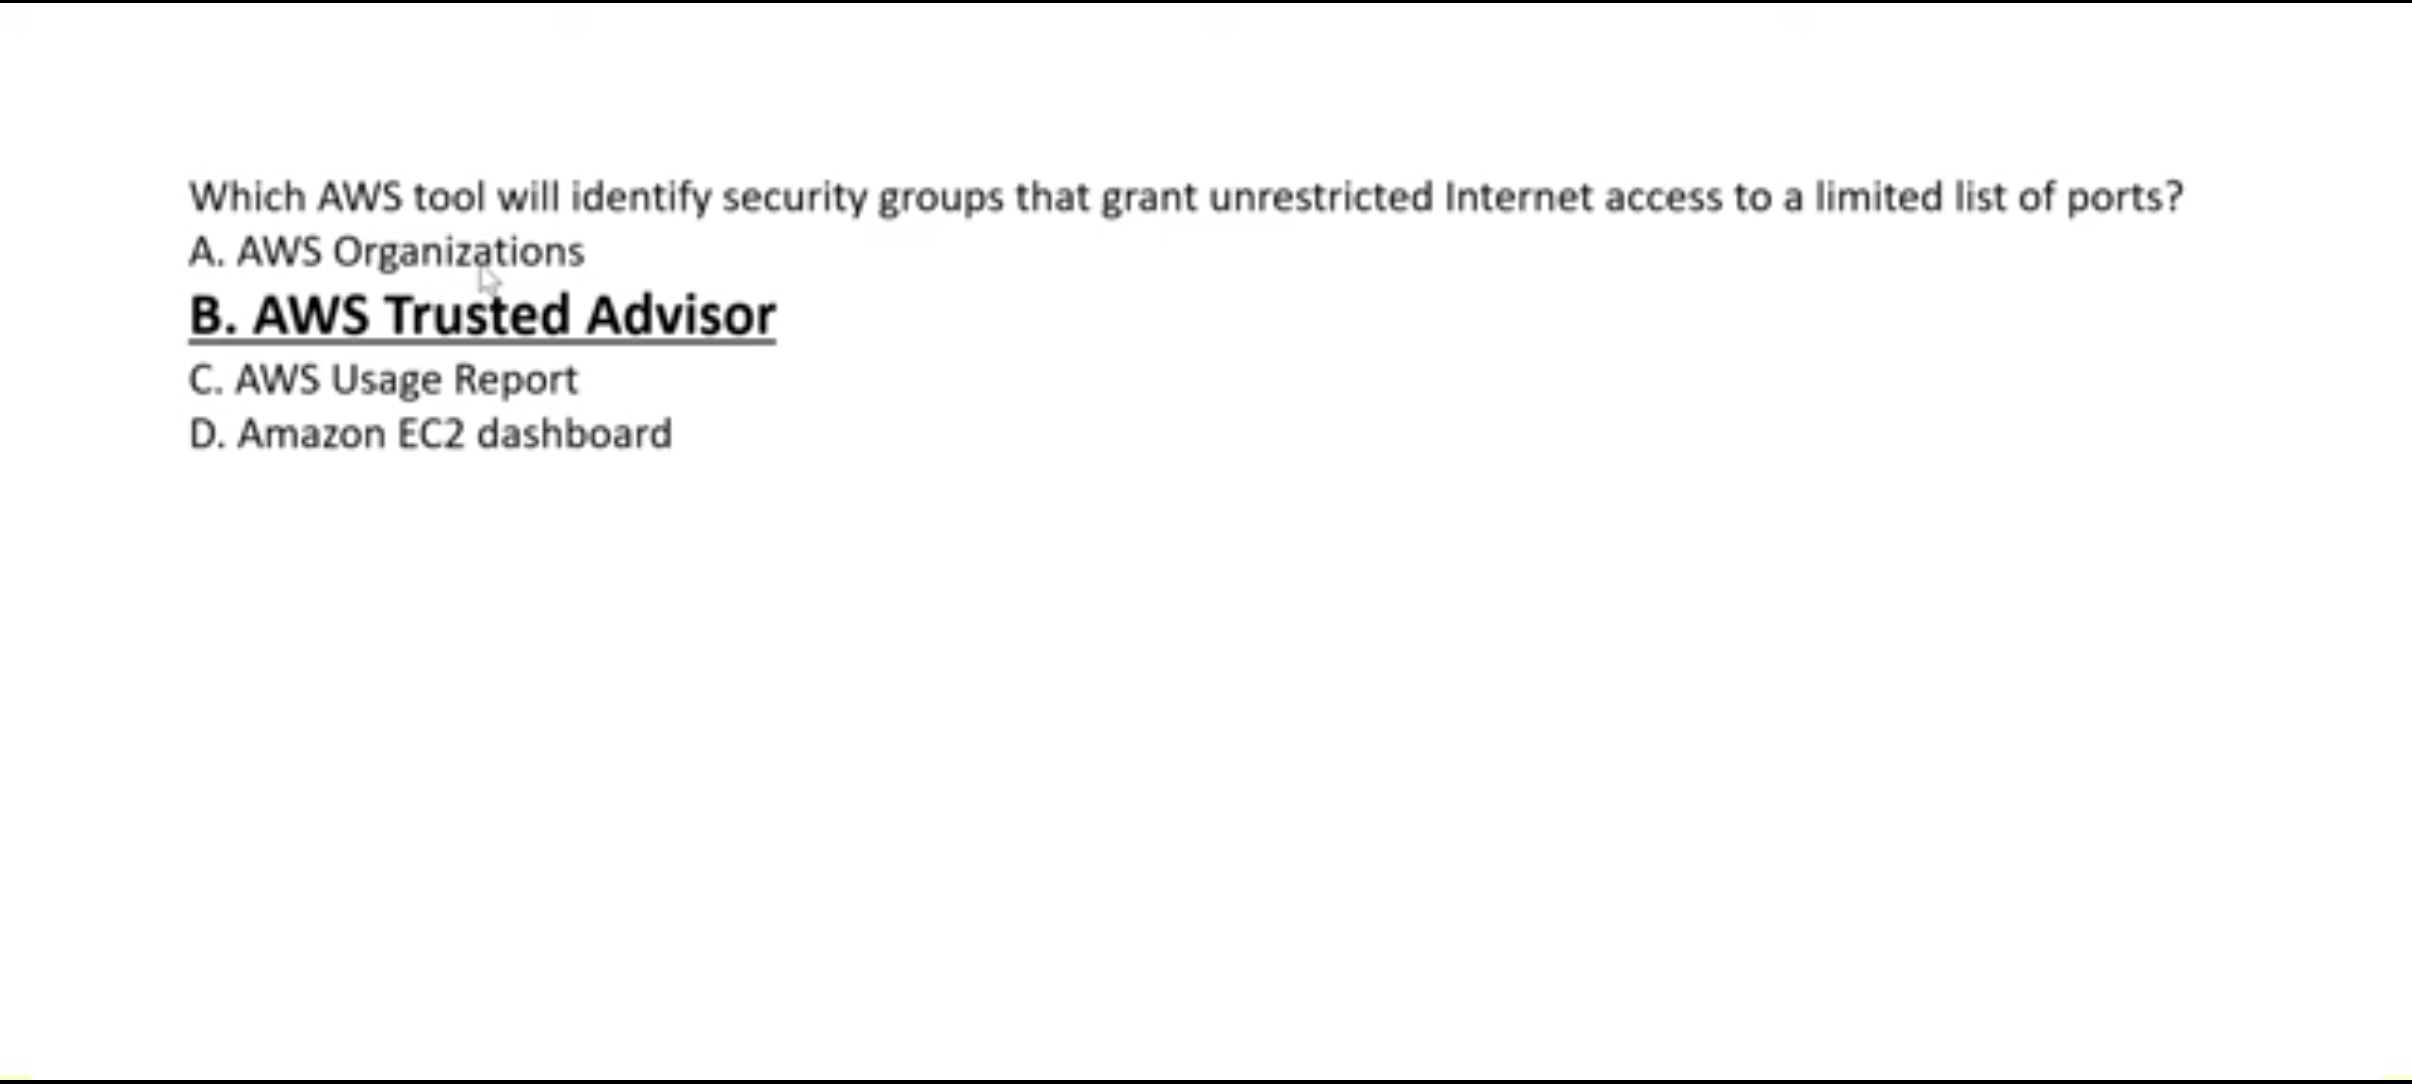 Which AWS tool will identify security groups that grant unrestricted Internet access to a limited list of ports?
A. AWS Organizations
B. AWS Trusted Advisor
C. AWS Usage Report
D. Amazon EC2 dashboard